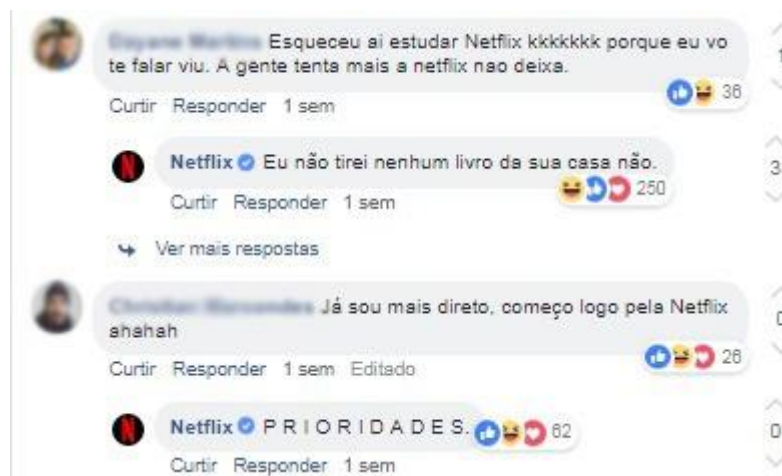 Esqueceu ai estudar Netflix kkkkkkk porque eu vo
te falar viu. A gente tenta mais a netflix nao deixa.
36
Curtir Responder 1 sem
Netflix Eu não tirei nenhum livro da sua casa não.
250
Curtir Responder 1 sem
Ver mais respostas
Já sou mais direto, começo logo pela Netflix
ahahah
26
Curtir Responder 1 sem Editado
Netflix P R I O R I D A D E S. 62
Curtir Responder 1 sem